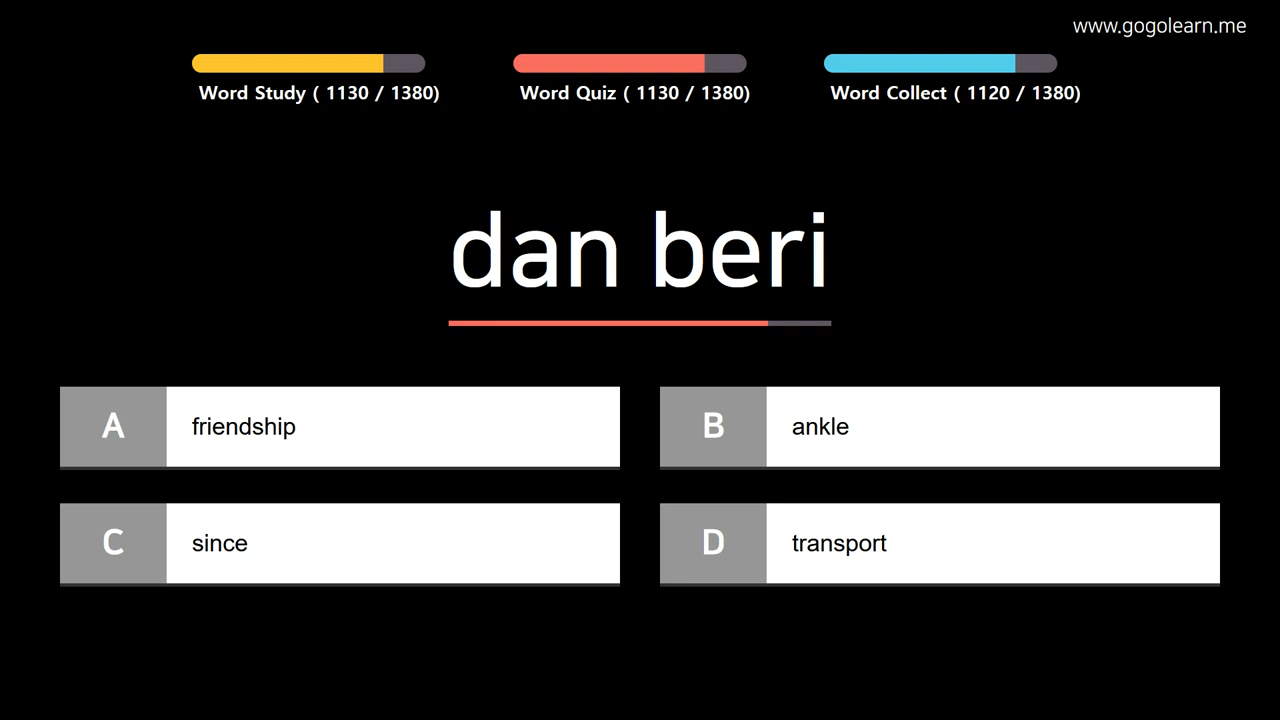 www.gogolearn.me
Word Study ( 1130 / 1380)
Word Quiz ( 1130 / 1380)
Word Collect ( 1120 / 1380)
dan beri
A friendship
B ankle
C since
D transport